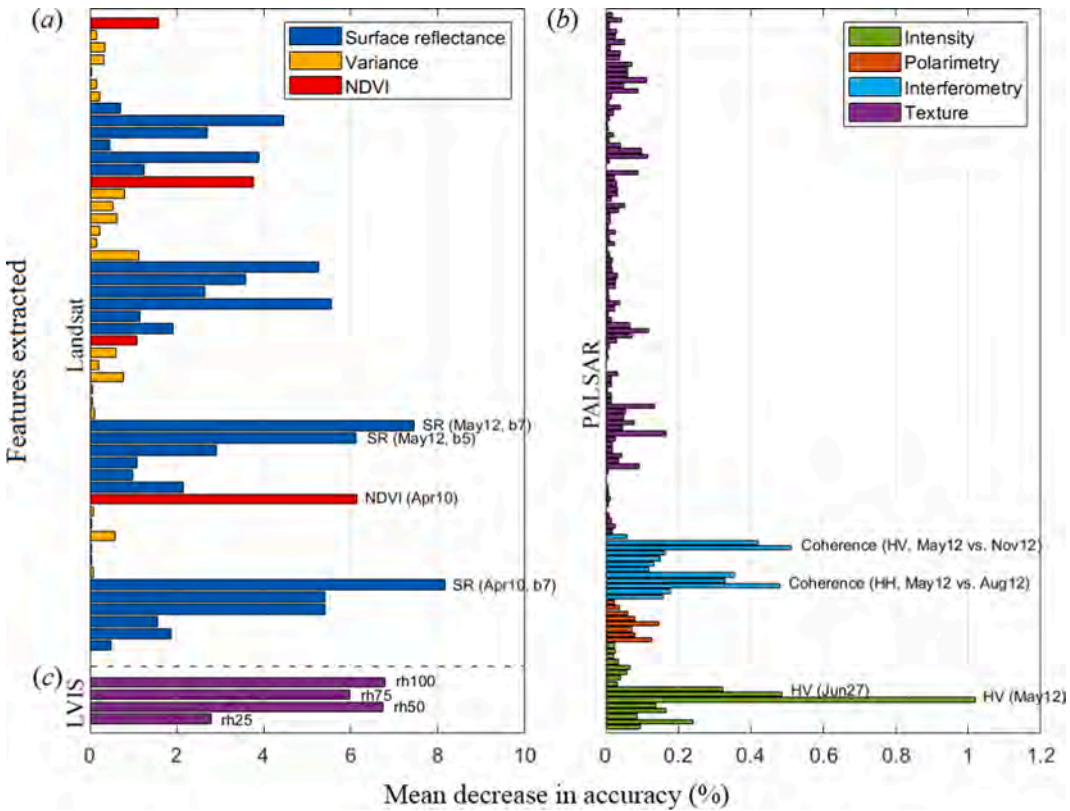 (a)
Surface reflectance
Variance
NDVI
(b)
Intensity
Polarimetry
Interferometry
Texture
Features extracted
Landsat
SR (May12, b7)
SR (May12, b5)
NDVI (Apr10)
SR (Apr10, b7)
(c)
LVIS
rh100
rh75
rh50
rh25
0 2 4 6 8 10
PALSAR
Coherence (HV, May12 vs. Nov12)
Coherence (HH, May12 vs. Aug12)
HV (Jun27)
HV (May12)
0 0.2 0.4 0.6 0.8 1 1.2
Mean decrease in accuracy (%)